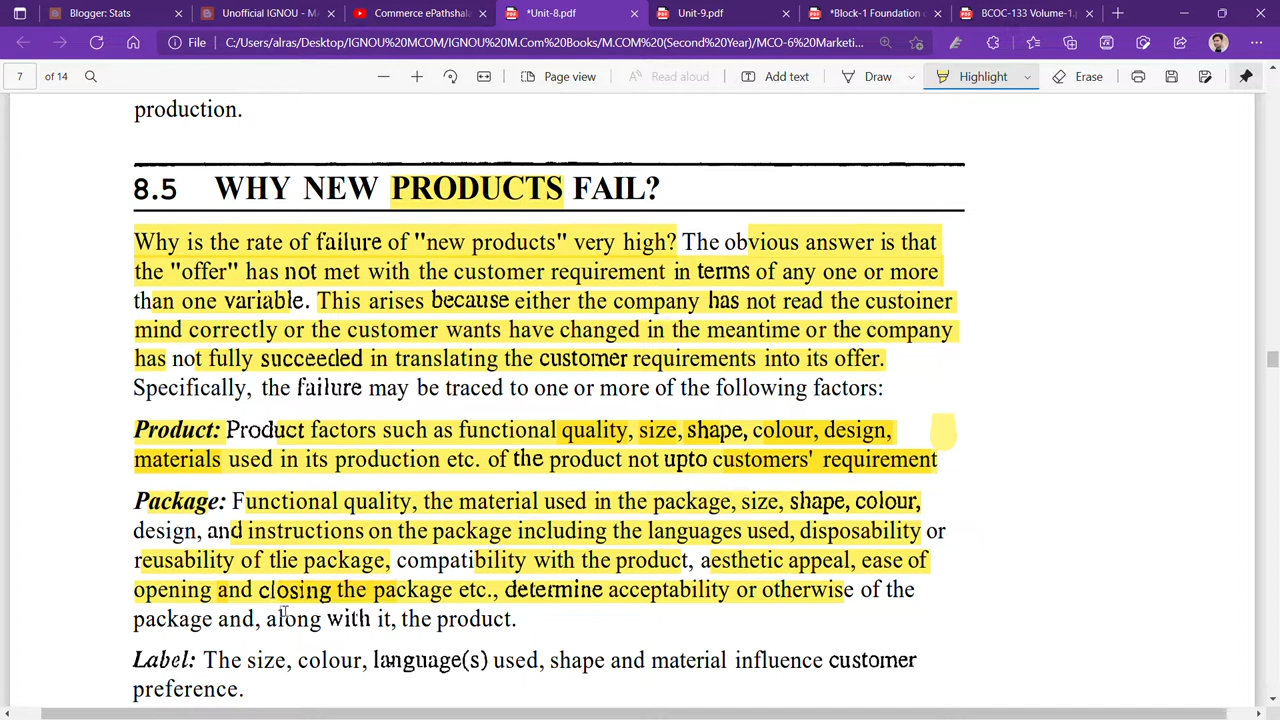 Blogger: Stats
Unofficial IGNOU - M
Commerce ePathshal
*Unit-8.pdf
Unit-9.pdf
*Block-1 Foundation
BCOC-133 Volume-1.p
File
C:/Users/alras/Desktop/IGNOU%20MCOM/IGNOU%20M.Com%20Books/M.COM%20(Second%20Year)/MCO-6%20Marketi...
7 of 14
Page view
Read aloud
Add text
Draw
Highlight
Erase
production.
8.5 WHY NEW PRODUCTS FAIL?
Why is the rate of failure of "new products" very high? The obvious answer is that
the "offer" has not met with the customer requirement in terms of any one or more
than one variable. This arises because either the company has not read the custoiner
mind correctly or the customer wants have changed in the meantime or the company
has not fully succeeded in translating the customer requirements into its offer.
Specifically, the failure may be traced to one or more of the following factors:
Product: Product factors such as functional quality, size, shape, colour, design,
materials used in its production etc. of the product not upto customers' requirement
Package: Functional quality, the material used in the package, size, shape, colour,
design, and instructions on the package including the languages used, disposability or
reusability of tlie package, compatibility with the product, aesthetic appeal, ease of
opening and closing the package etc., determine acceptability or otherwise of the
package and, along with it, the product.
Label: The size, colour, language(s) used, shape and material influence customer
preference.